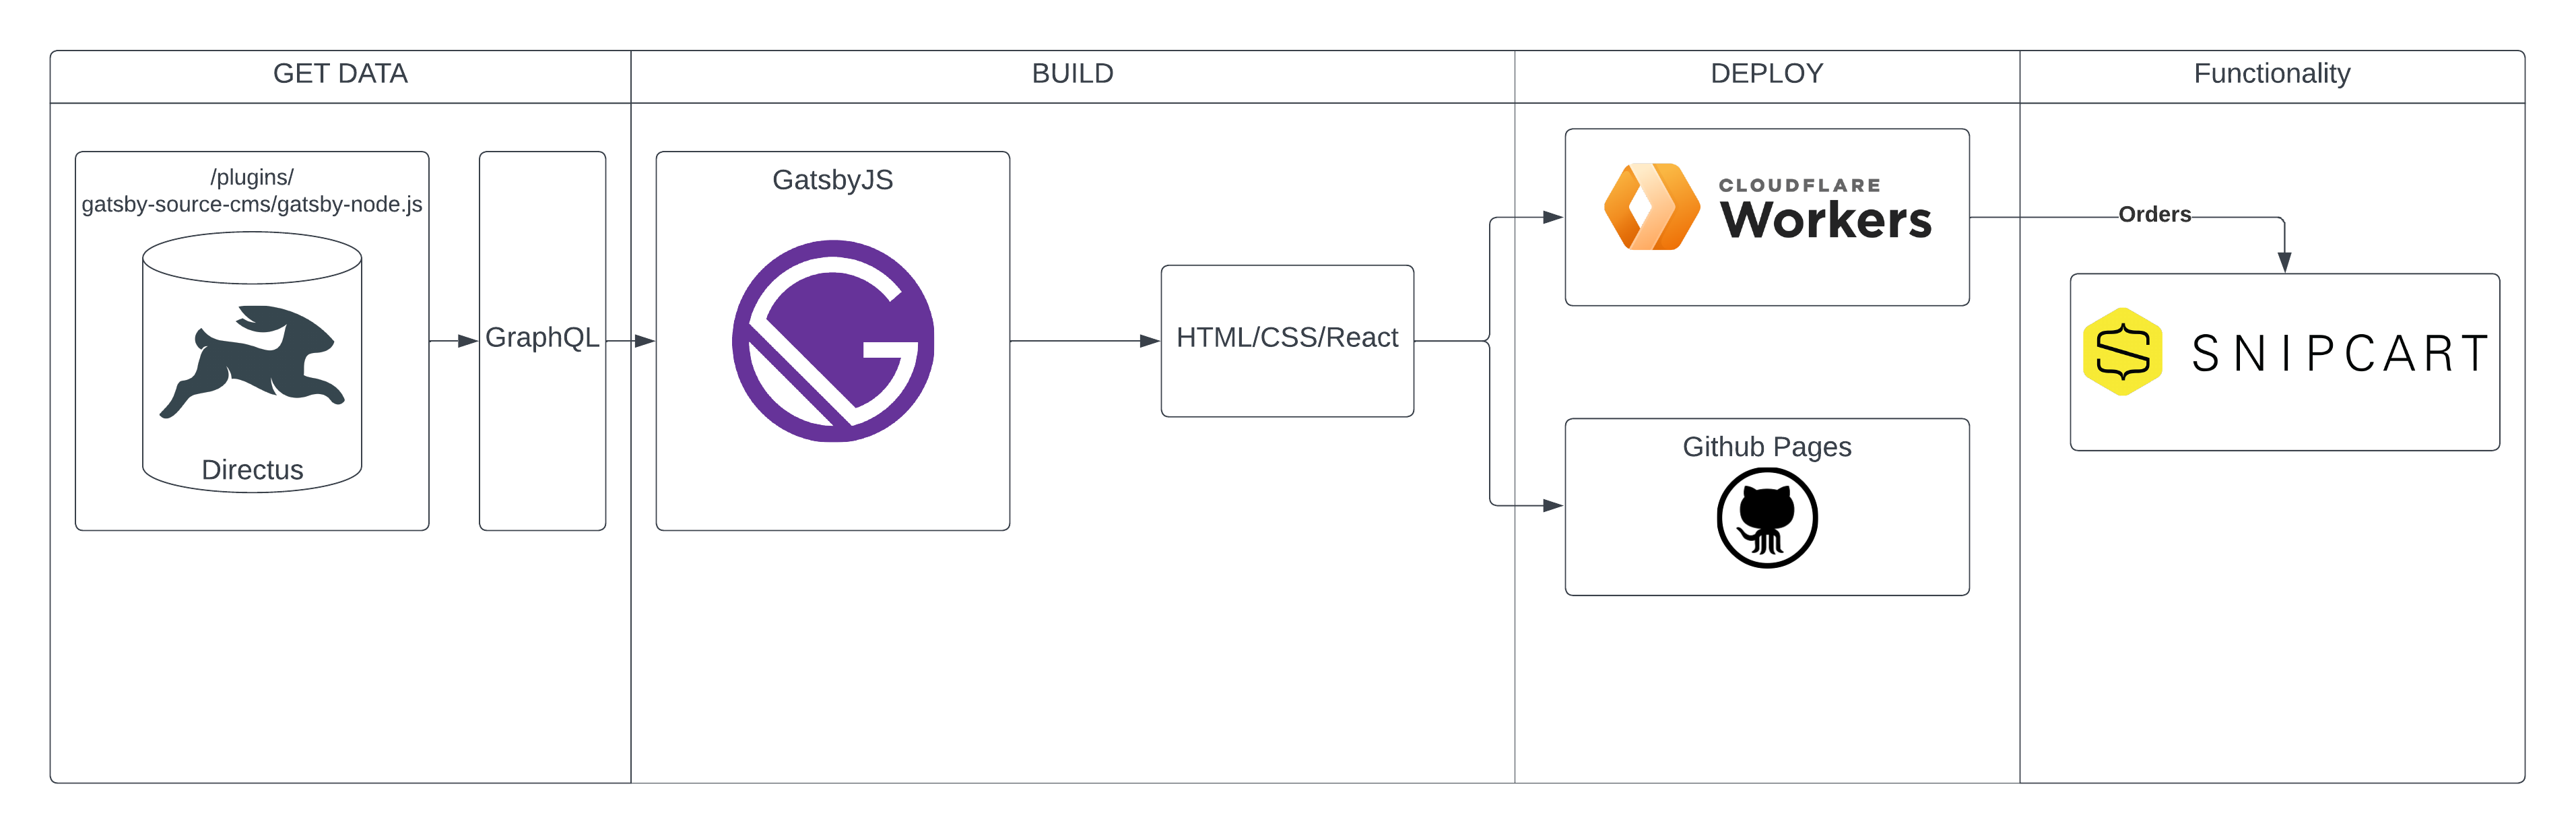 GET DATA
BUILD
DEPLOY
Functionality
/plugins/
gatsby-source-cms/gatsby-node.js
Directus
GraphQL
GatsbyJS
HTML/CSS/React
CLOUDFLARE
Workers
Github Pages
Orders
SNIPCART